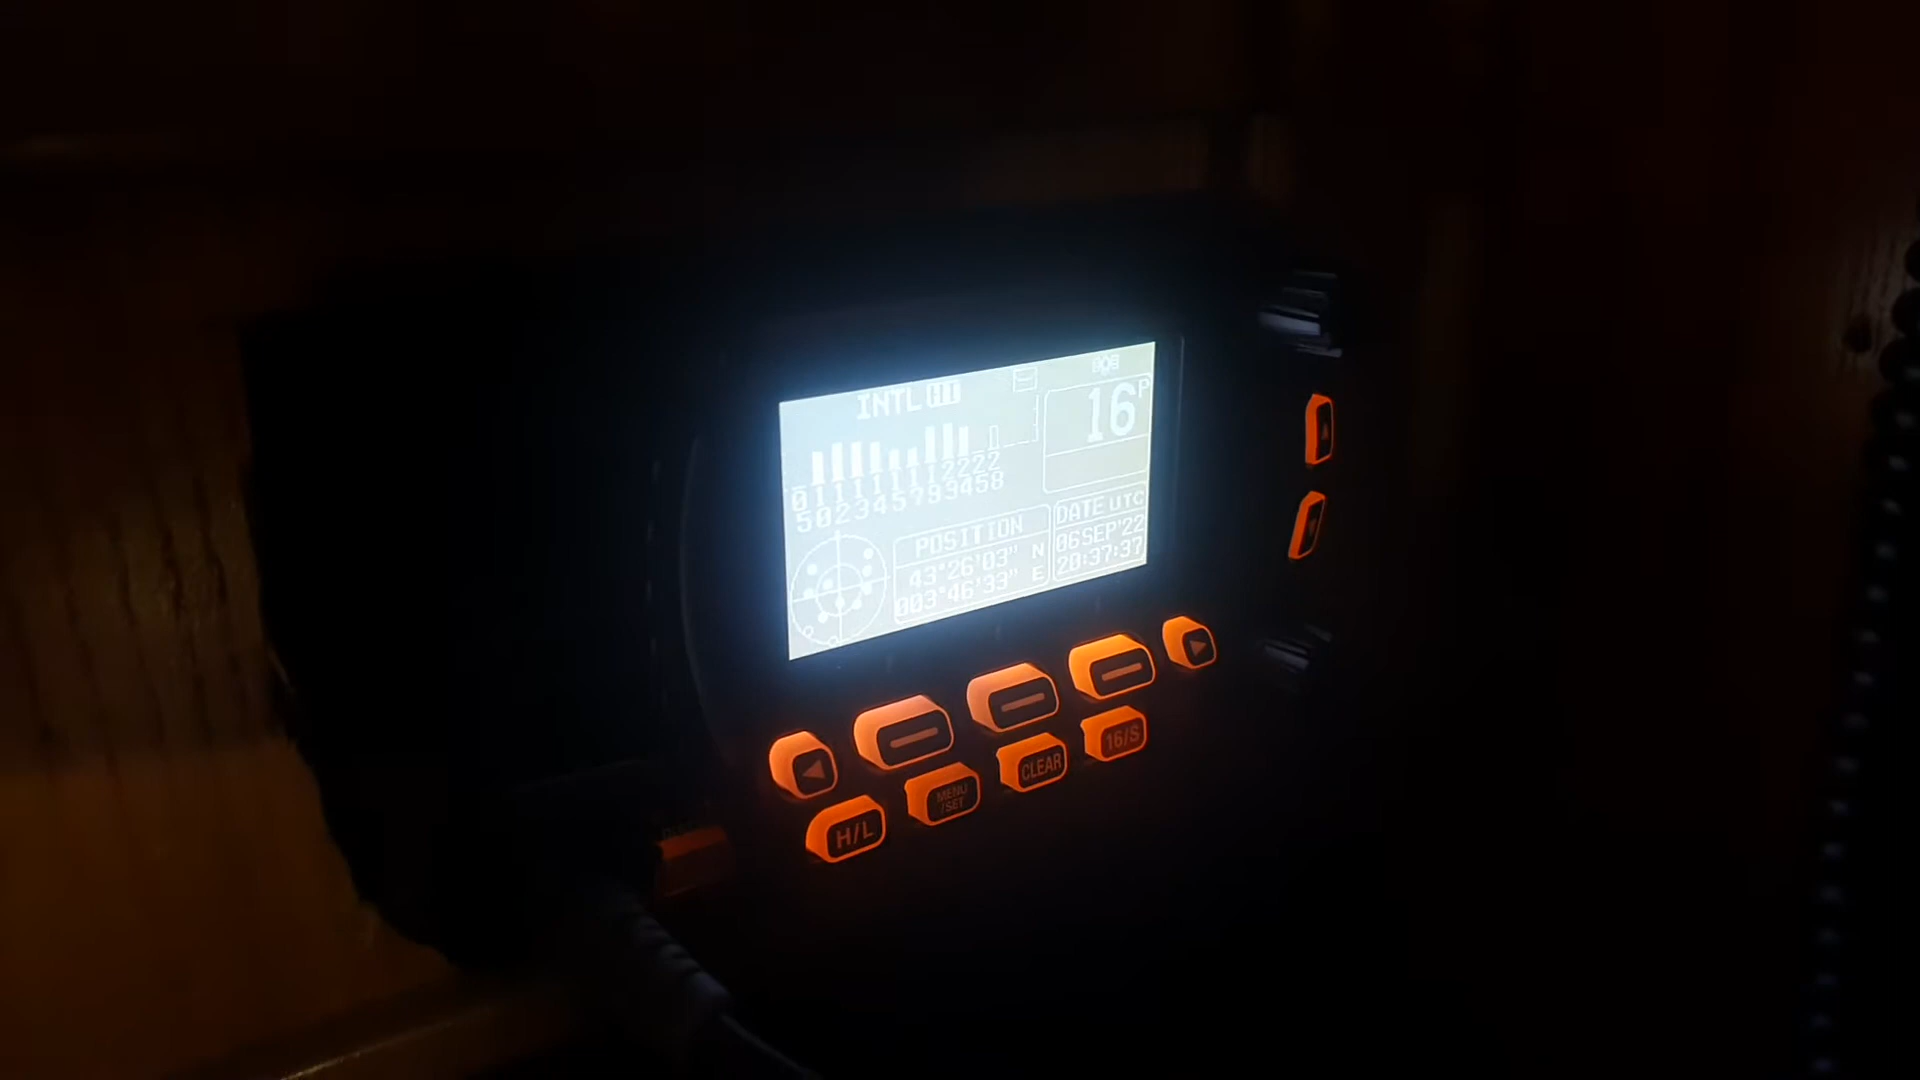 INTL HI
16 P
0 1 1 1 1 1 1 1 2 2 2 2
5 0 2 3 4 5 7 8 9 4 5 8
POSITION
43°26'03" N
003°46'33" E
DATE UTC
06SEP'22
20:37:37
MENU
/SET
CLEAR
16/S
H/L